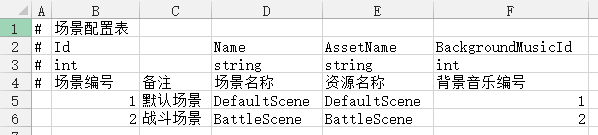 A B C D E F
1 # 场景配置表
2 # Id Name AssetName BackgroundMusicId
3 # int string string int
4 # 场景编号 备注 场景名称 资源名称 背景音乐编号
5 1 默认场景 DefaultScene DefaultScene 1
6 2 战斗场景 BattleScene BattleScene 2